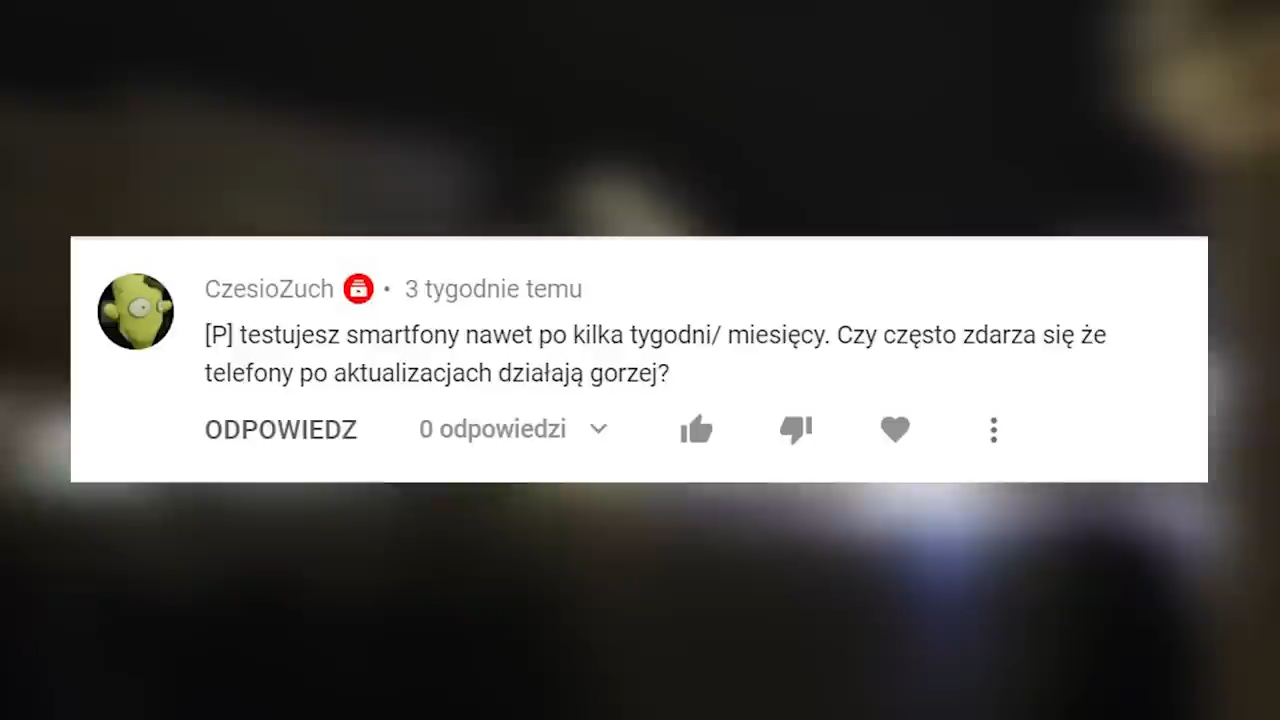 CzesioZuch • 3 tygodnie temu
[P] testujesz smartfony nawet po kilka tygodni/ miesięcy. Czy często zdarza się że
telefony po aktualizacjach działają gorzej?
ODPOWIEDZ 0 odpowiedzi